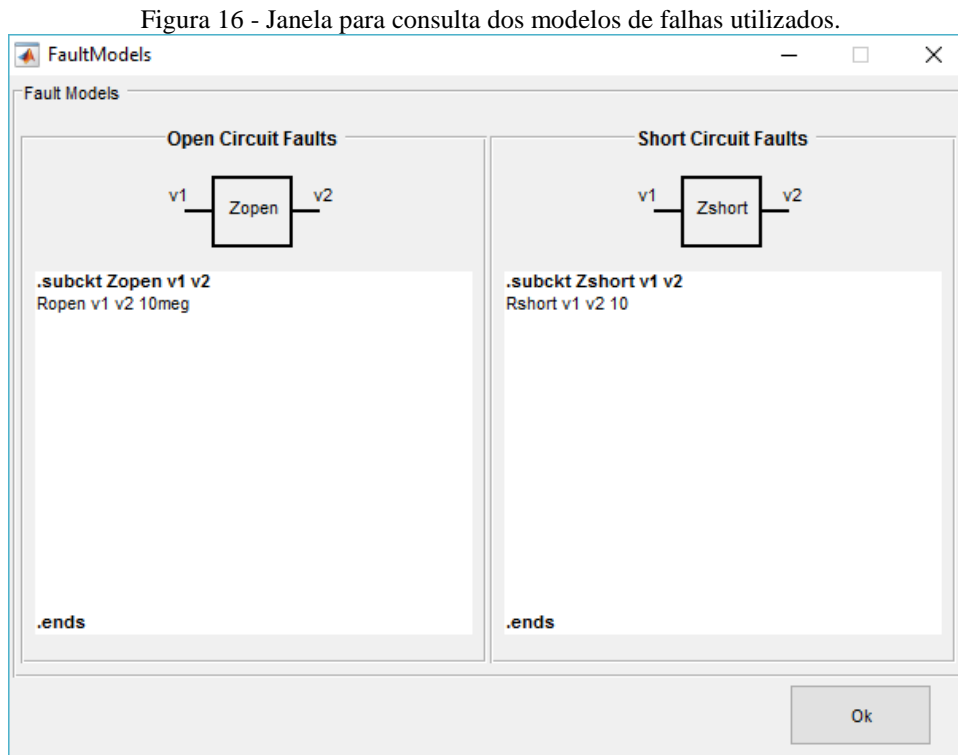 Figura 16 - Janela para consulta dos modelos de falhas utilizados.
FaultModels
Fault Models
Open Circuit Faults
v1
Zopen
v2
.subckt Zopen v1 v2
Ropen v1 v2 10meg
.ends
Short Circuit Faults
v1
Zshort
v2
.subckt Zshort v1 v2
Rshort v1 v2 10
.ends
Ok